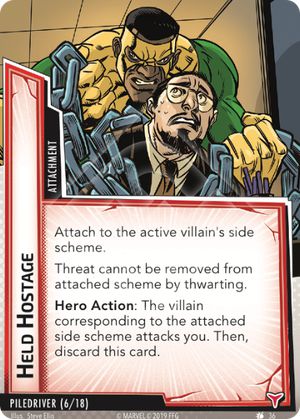 ATTACHMENT
HELD HOSTAGE
Attach to the active villain's side
scheme.
Threat cannot be removed from
attached scheme by thwarting.
Hero Action: The villain
corresponding to the attached
side scheme attacks you. Then,
discard this card.
PILEDRIVER (6/18)
Illus. Steve Ellis
© MARVEL © 2019 FFG
36